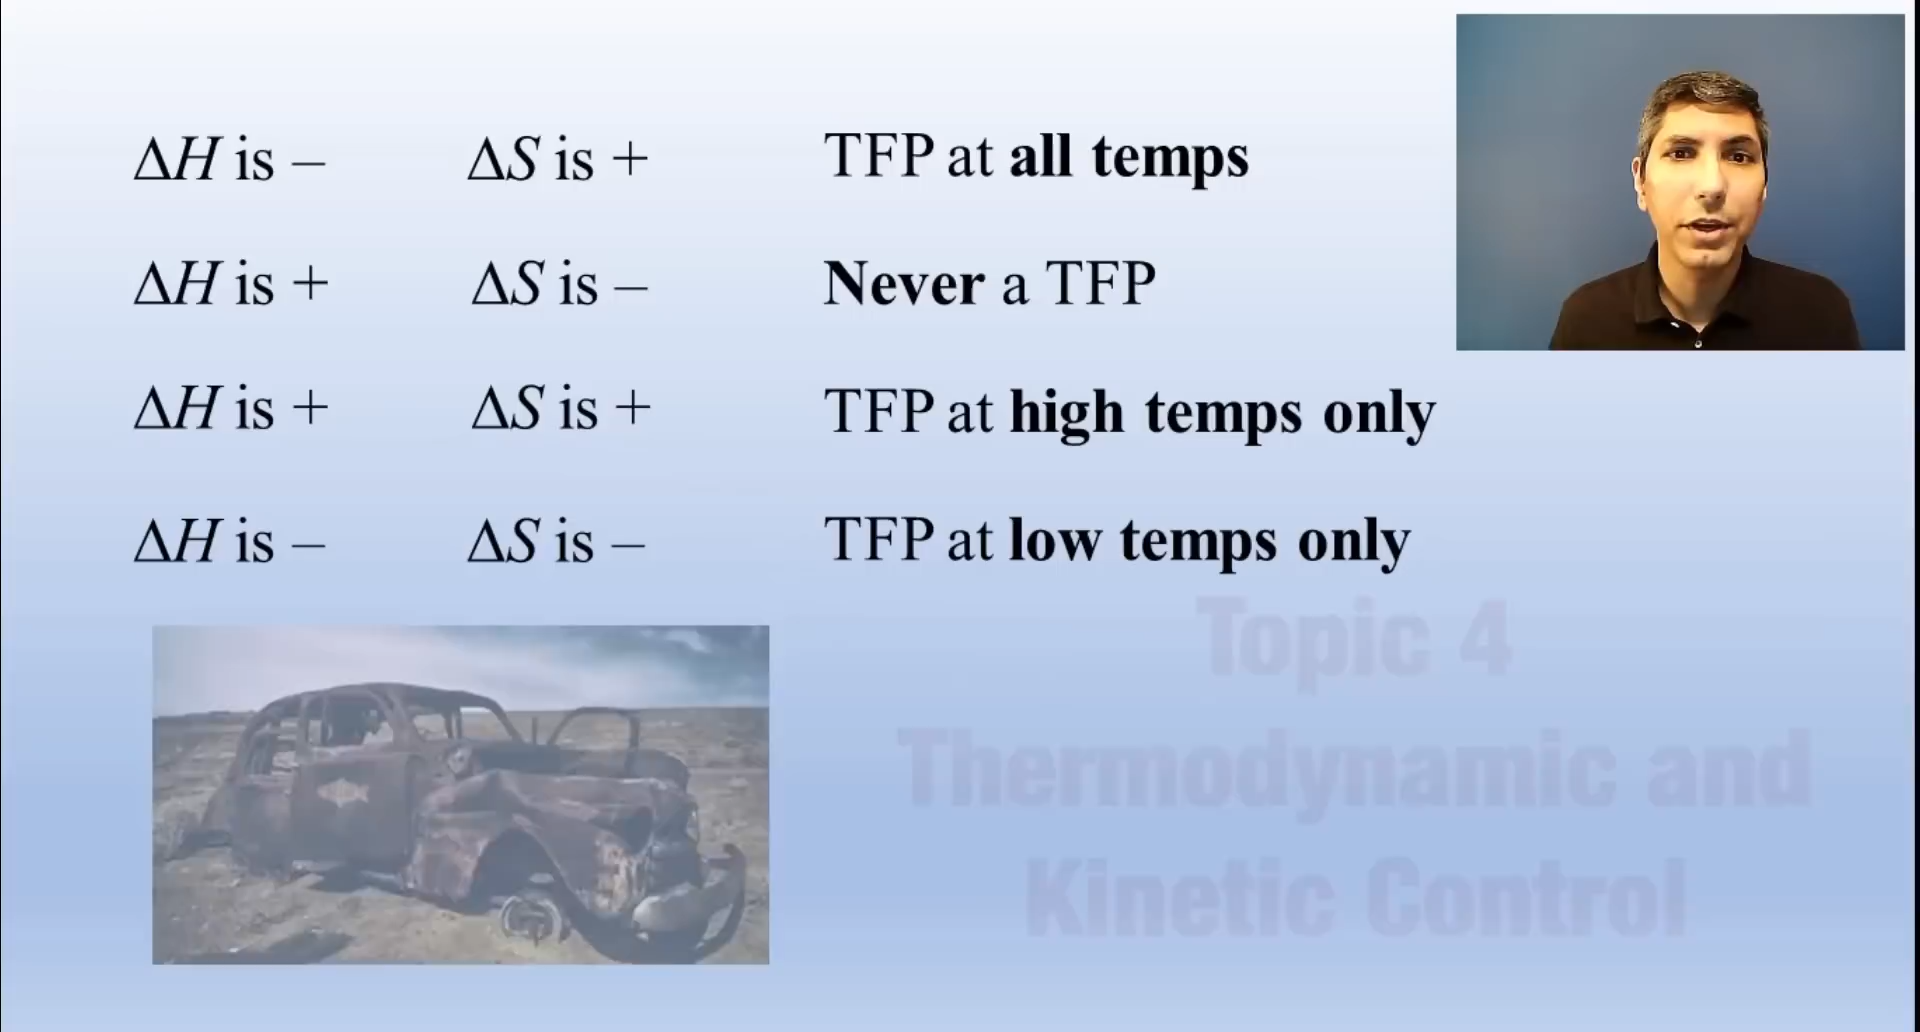 ΔH is – ΔS is + TFP at all temps
ΔH is + ΔS is – Never a TFP
ΔH is + ΔS is + TFP at high temps only
ΔH is – ΔS is – TFP at low temps only
Topic 4
Thermodynamic and
Kinetic Control